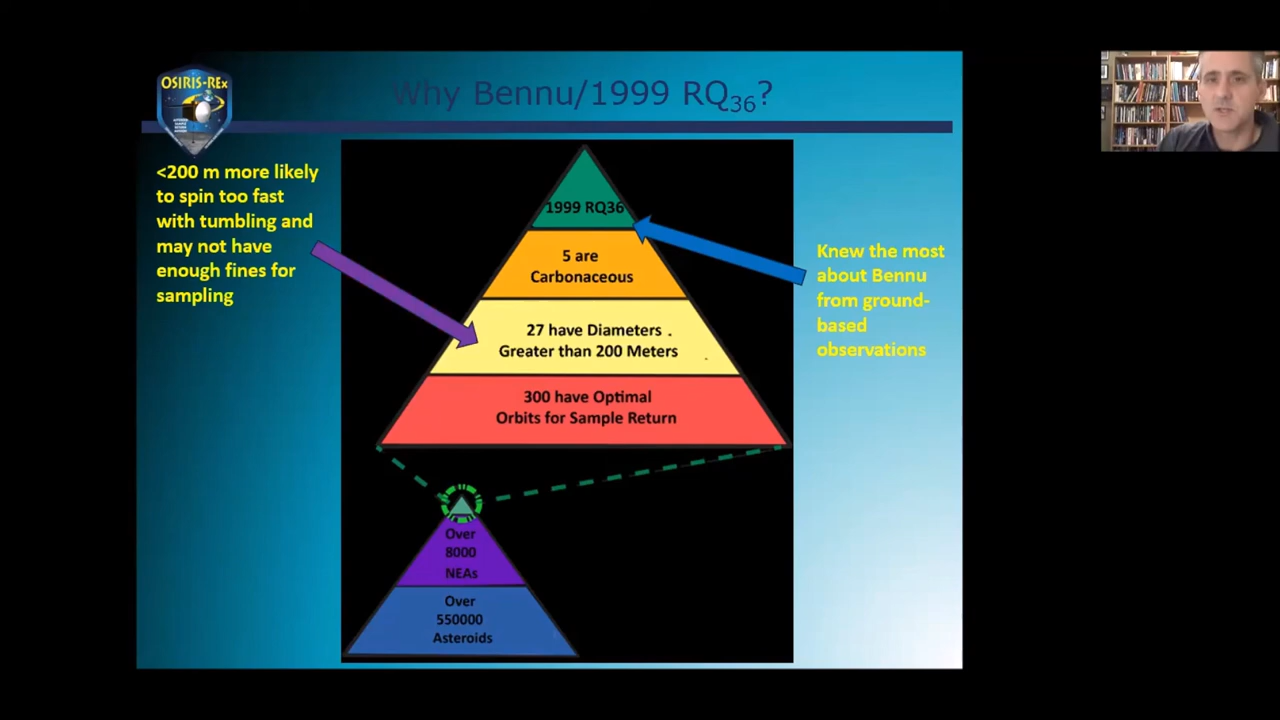 OSIRIS-REx
Why Bennu/1999 RQ36?
<200 m more likely
to spin too fast
with tumbling and
may not have
enough fines for
sampling
1999 RQ36
5 are
Carbonaceous
27 have Diameters
Greater than 200 Meters
300 have Optimal
Orbits for Sample Return
Knew the most
about Bennu
from ground-
based
observations
Over
8000
NEAs
Over
550000
Asteroids